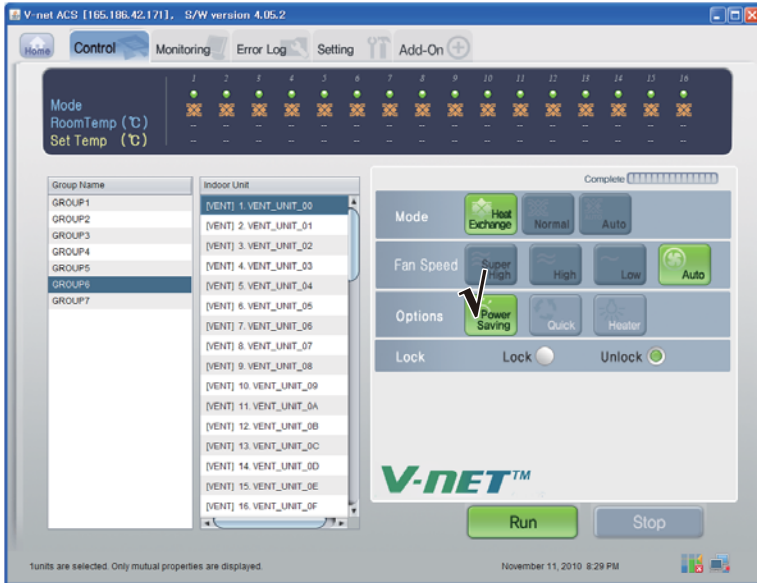 V-net ACS [165.186.42.171], S/W version 4.05.2
Home Control Monitoring Error Log Setting Add-On
1 2 3 4 5 6 7 8 9 10 11 12 13 14 15 16
Mode
RoomTemp (℃) -- -- -- -- -- -- -- -- -- -- -- -- -- -- -- --
Set Temp (℃) -- -- -- -- -- -- -- -- -- -- -- -- -- -- -- --
Group Name
GROUP1
GROUP2
GROUP3
GROUP4
GROUP5
GROUP6
GROUP7
Indoor Unit
[VENT] 1. VENT_UNIT_00
[VENT] 2. VENT_UNIT_01
[VENT] 3. VENT_UNIT_02
[VENT] 4. VENT_UNIT_03
[VENT] 5. VENT_UNIT_04
[VENT] 6. VENT_UNIT_05
[VENT] 7. VENT_UNIT_06
[VENT] 8. VENT_UNIT_07
[VENT] 9. VENT_UNIT_08
[VENT] 10. VENT_UNIT_09
[VENT] 11. VENT_UNIT_0A
[VENT] 12. VENT_UNIT_0B
[VENT] 13. VENT_UNIT_0C
[VENT] 14. VENT_UNIT_0D
[VENT] 15. VENT_UNIT_0E
[VENT] 16. VENT_UNIT_0F
Complete
Mode Heat Exchange Normal Auto
Fan Speed Super High High Low Auto
Options Power Saving Quick Heater
Lock Lock Unlock
V-NET™
Run Stop
1units are selected. Only mutual properties are displayed.
November 11, 2010 8:29 PM